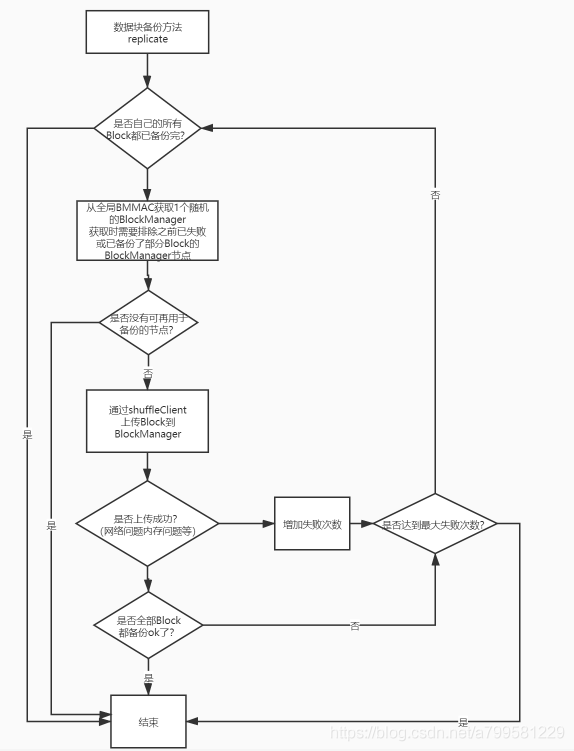 数据块备份方法
replicate
是否自己的所有
Block都已备份完?
否
从全局BMMAC获取1个随机
的BlockManager
获取时需要排除之前已失败
或已备份了部分Block的
BlockManager节点
是否没有可再用于
备份的节点?
否
通过shuffleClient
上传Block到
BlockManager
是
是
是否上传成功?
(网络问题内存问题等)
增加失败次数
是否达到最大失败次数?
是否全部Block
都备份ok了?
否
是
结束
是
https://blog.csdn.net/a799581229